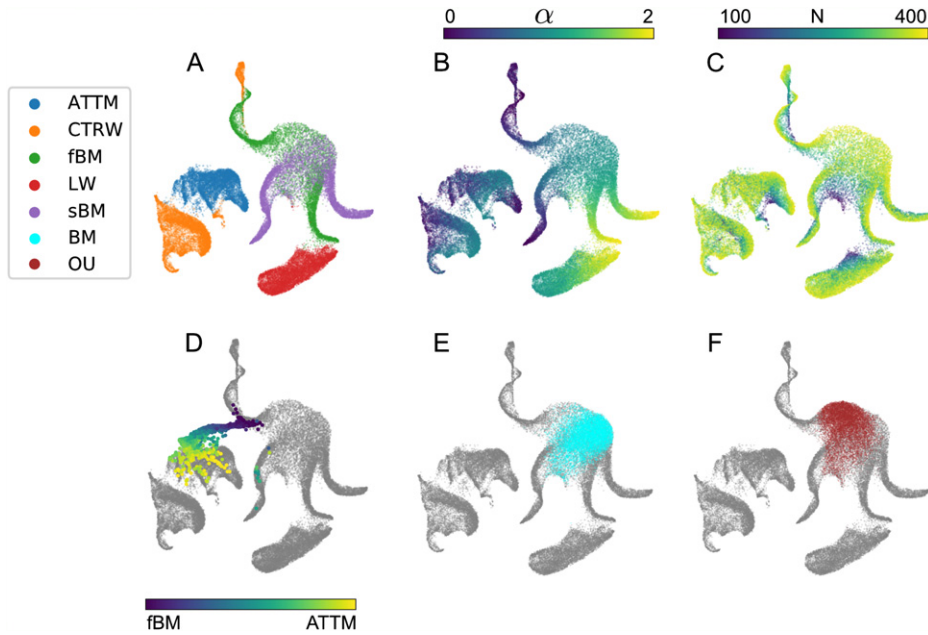 0 α 2
100 N 400
A
B
C
ATTM
CTRW
fBM
LW
sBM
BM
OU
D
E
F
fBM ATTM